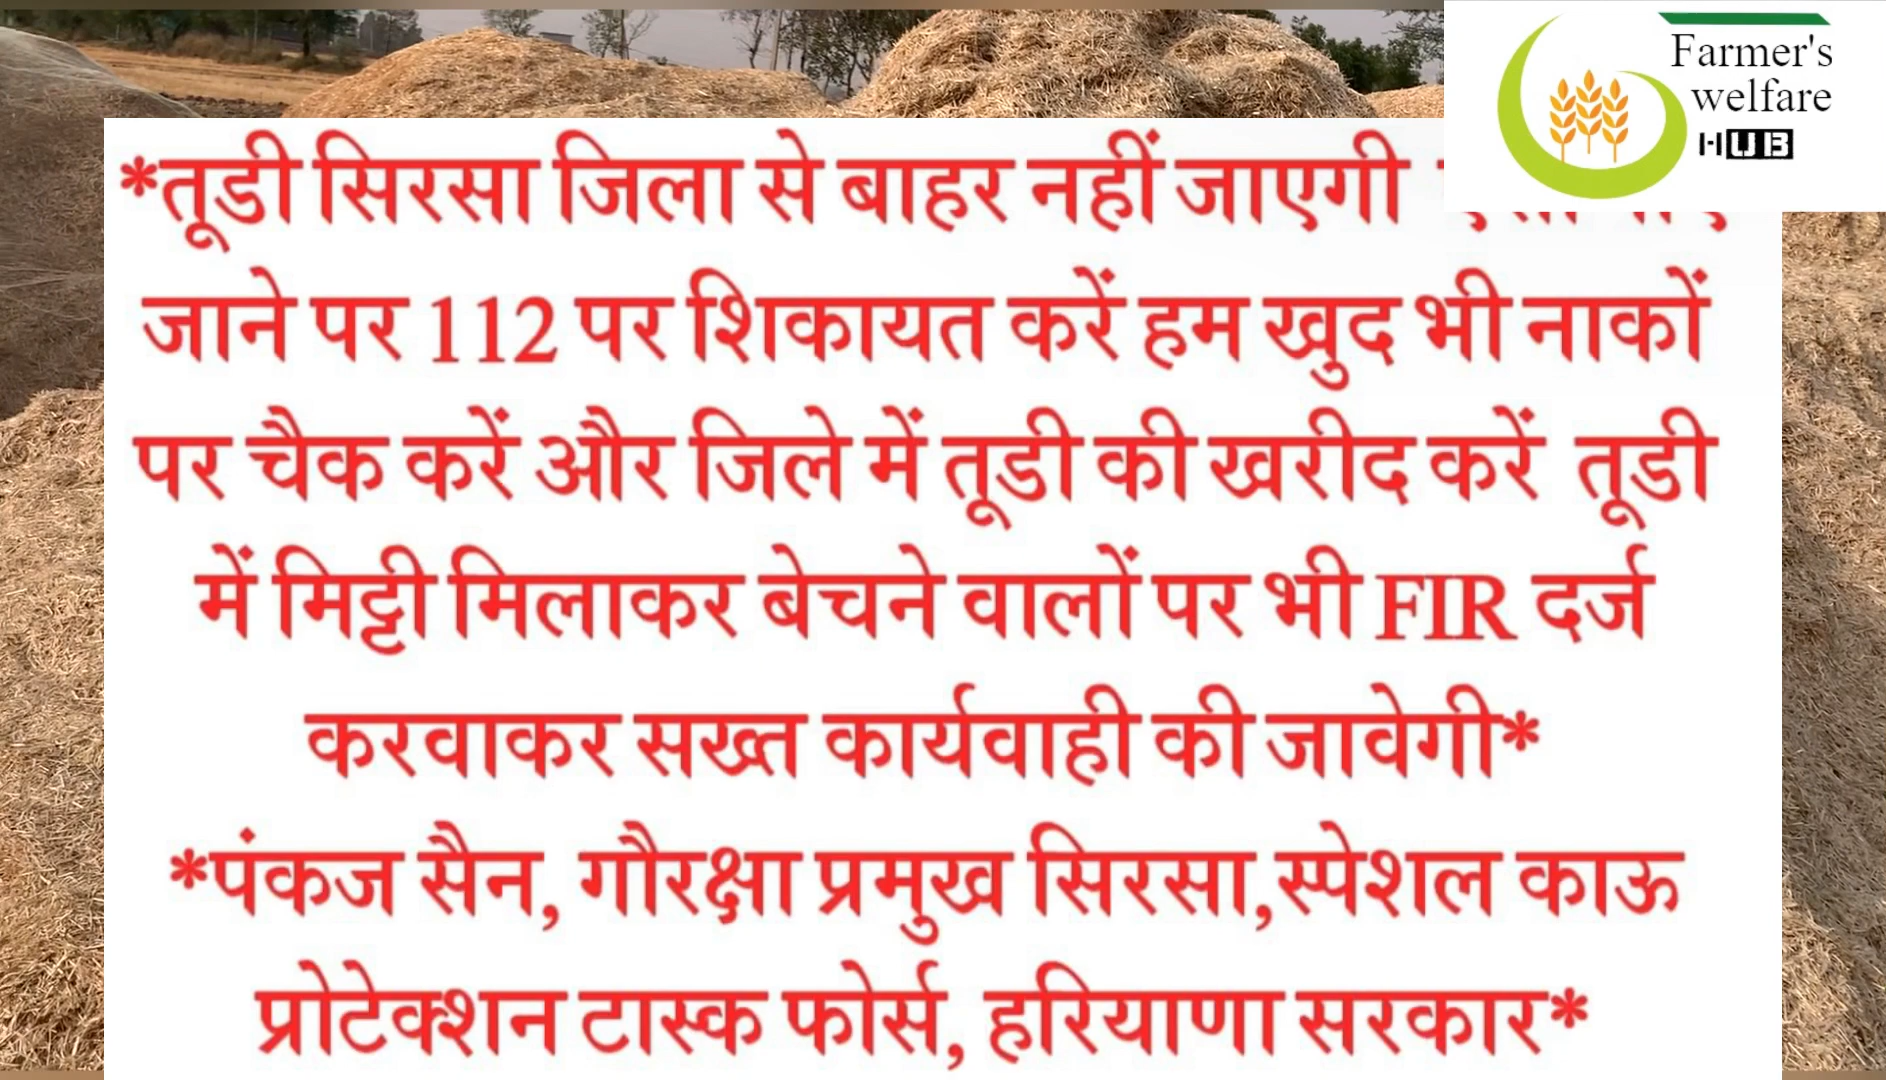 Farmer's
welfare
HUB
*तूडी सिरसा जिला से बाहर नहीं जाएगी
जाने पर 112 पर शिकायत करें हम खुद भी नाकों
पर चैक करें और जिले में तूडी की खरीद करें तूडी
में मिट्टी मिलाकर बेचने वालों पर भी FIR दर्ज
करवाकर सख्त कार्यवाही की जावेगी*
*पंकज सैन, गौरक्षा प्रमुख सिरसा,स्पेशल काऊ
प्रोटेक्शन टास्क फोर्स, हरियाणा सरकार*